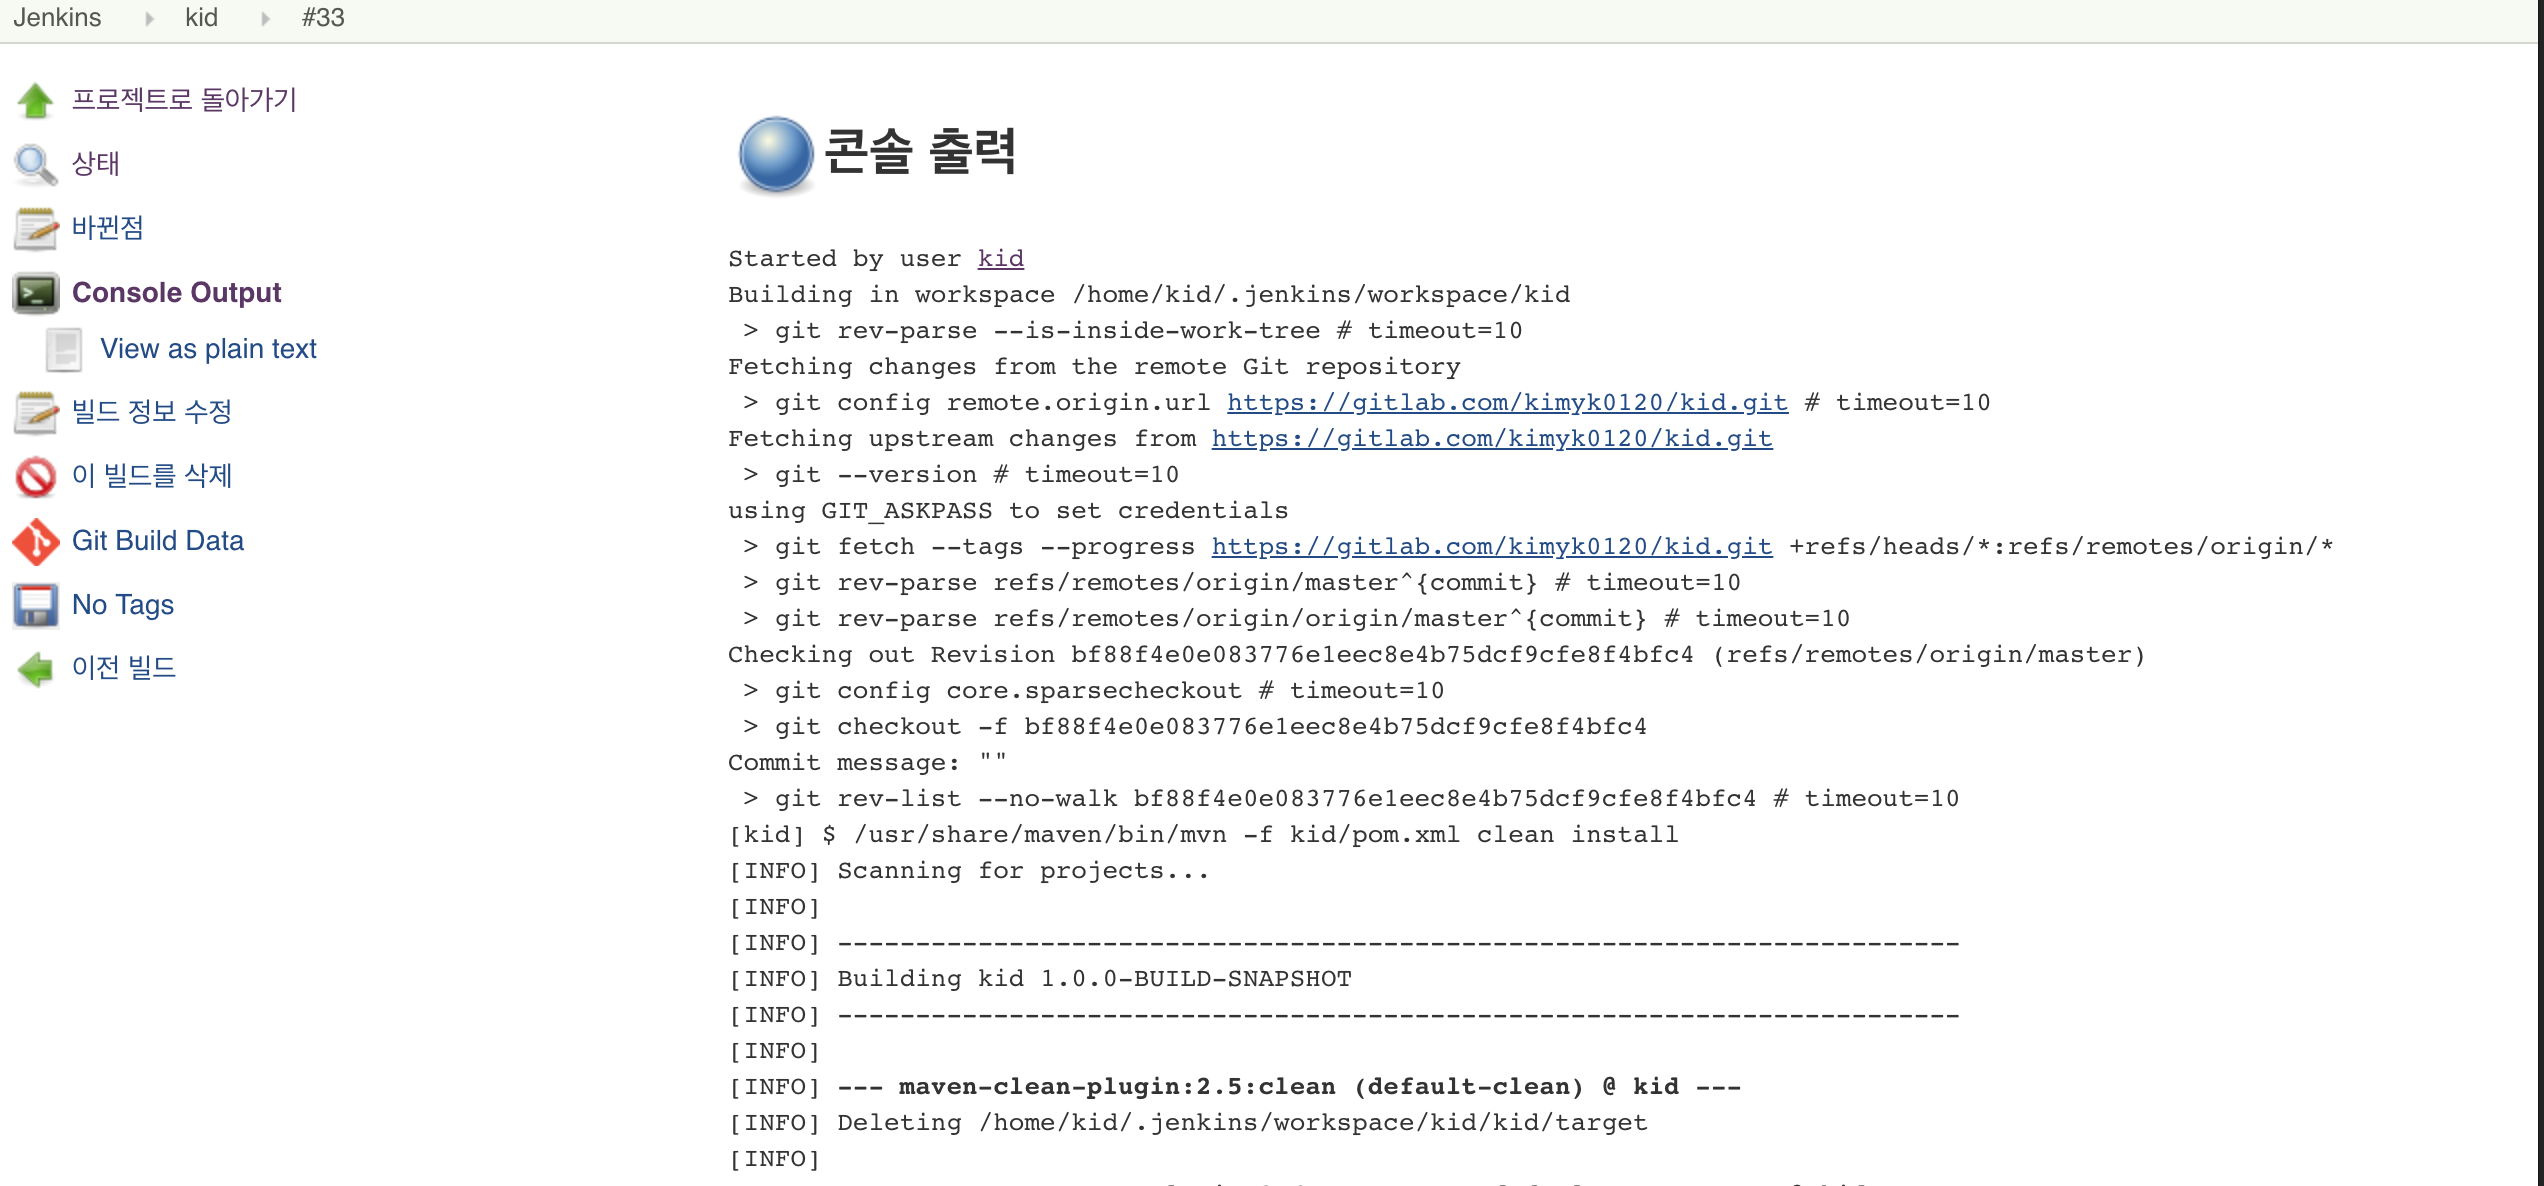 Jenkins kid #33
프로젝트로 돌아가기
상태
바뀐점
Console Output
View as plain text
빌드 정보 수정
이 빌드를 삭제
Git Build Data
No Tags
이전 빌드
콘솔 출력
Started by user kid
Building in workspace /home/kid/.jenkins/workspace/kid
 > git rev-parse --is-inside-work-tree # timeout=10
Fetching changes from the remote Git repository
 > git config remote.origin.url https://gitlab.com/kimyk0120/kid.git # timeout=10
Fetching upstream changes from https://gitlab.com/kimyk0120/kid.git
 > git --version # timeout=10
using GIT_ASKPASS to set credentials
 > git fetch --tags --progress https://gitlab.com/kimyk0120/kid.git +refs/heads/*:refs/remotes/origin/*
 > git rev-parse refs/remotes/origin/master^{commit} # timeout=10
 > git rev-parse refs/remotes/origin/origin/master^{commit} # timeout=10
Checking out Revision bf88f4e0e083776e1eec8e4b75dcf9cfe8f4bfc4 (refs/remotes/origin/master)
 > git config core.sparsecheckout # timeout=10
 > git checkout -f bf88f4e0e083776e1eec8e4b75dcf9cfe8f4bfc4
Commit message: ""
 > git rev-list --no-walk bf88f4e0e083776e1eec8e4b75dcf9cfe8f4bfc4 # timeout=10
[kid] $ /usr/share/maven/bin/mvn -f kid/pom.xml clean install
[INFO] Scanning for projects...
[INFO]
[INFO] ------------------------------------------------------------------------
[INFO] Building kid 1.0.0-BUILD-SNAPSHOT
[INFO] ------------------------------------------------------------------------
[INFO]
[INFO] --- maven-clean-plugin:2.5:clean (default-clean) @ kid ---
[INFO] Deleting /home/kid/.jenkins/workspace/kid/kid/target
[INFO]